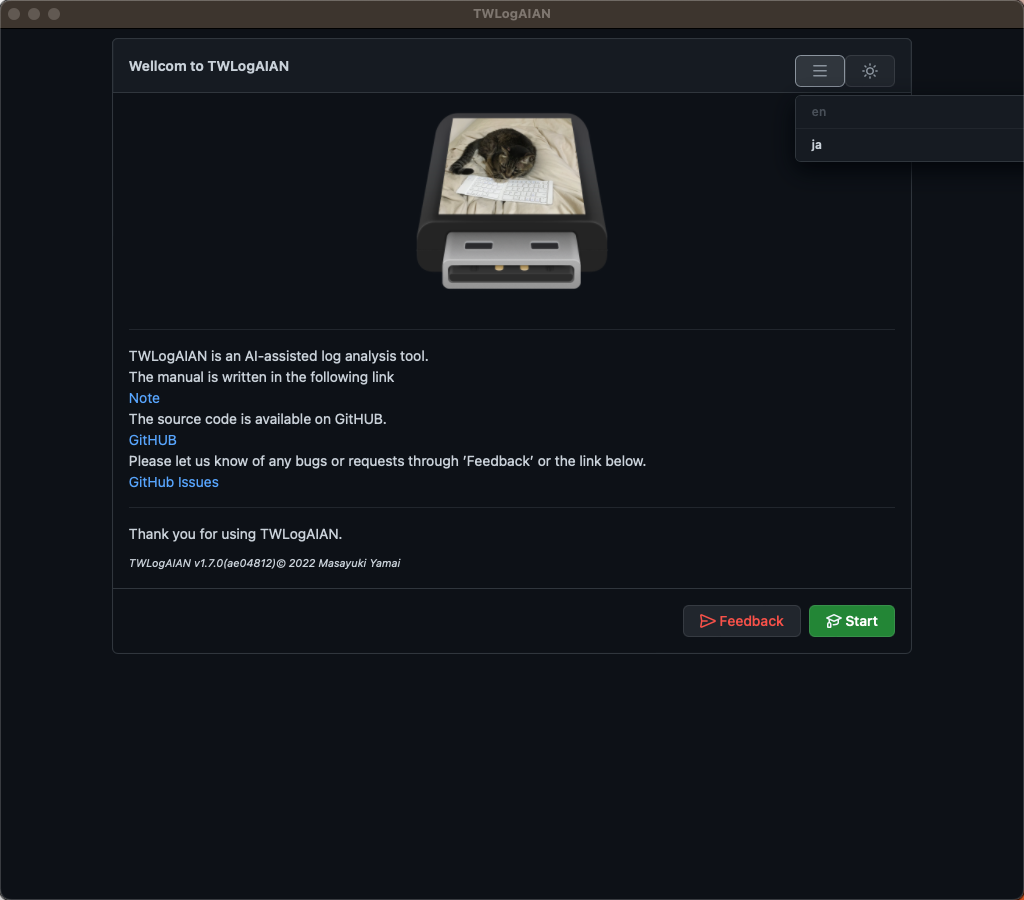 TWLogAIAN
Wellcom to TWLogAIAN
en
ja
TWLogAIAN is an AI-assisted log analysis tool.
The manual is written in the following link
Note
The source code is available on GitHUB.
GitHUB
Please let us know of any bugs or requests through ’Feedback’ or the link below.
GitHub Issues
Thank you for using TWLogAIAN.
TWLogAIAN v1.7.0(ae04812)© 2022 Masayuki Yamai
Feedback
Start